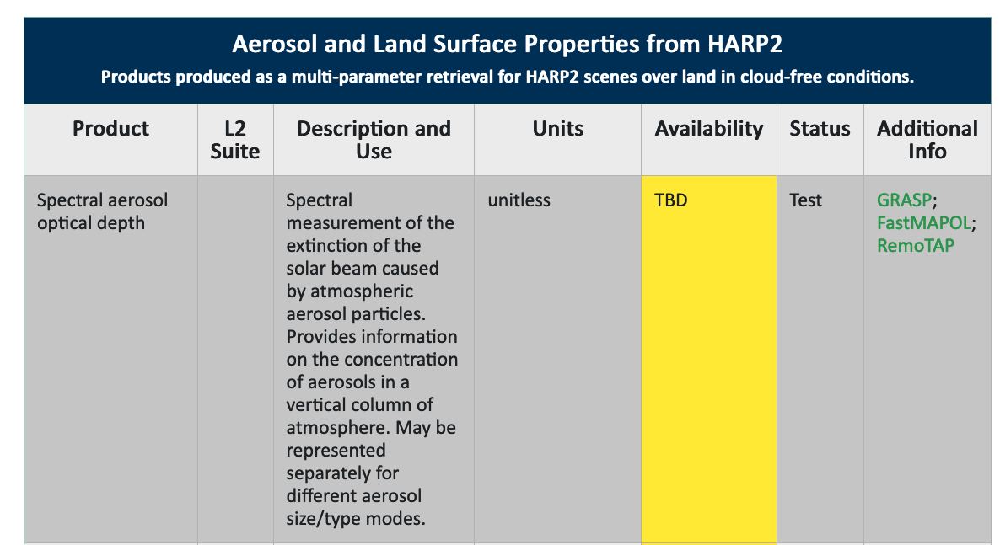 Aerosol and Land Surface Properties from HARP2
Products produced as a multi-parameter retrieval for HARP2 scenes over land in cloud-free conditions.
Product
L2
Suite
Description and
Use
Units
Availability
Status
Additional
Info
Spectral aerosol
optical depth
Spectral
measurement of the
extinction of the
solar beam caused
by atmospheric
aerosol particles.
Provides information
on the concentration
of aerosols in a
vertical column of
atmosphere. May be
represented
separately for
different aerosol
size/type modes.
unitless
TBD
Test
GRASP;
FastMAPOL;
RemoTAP